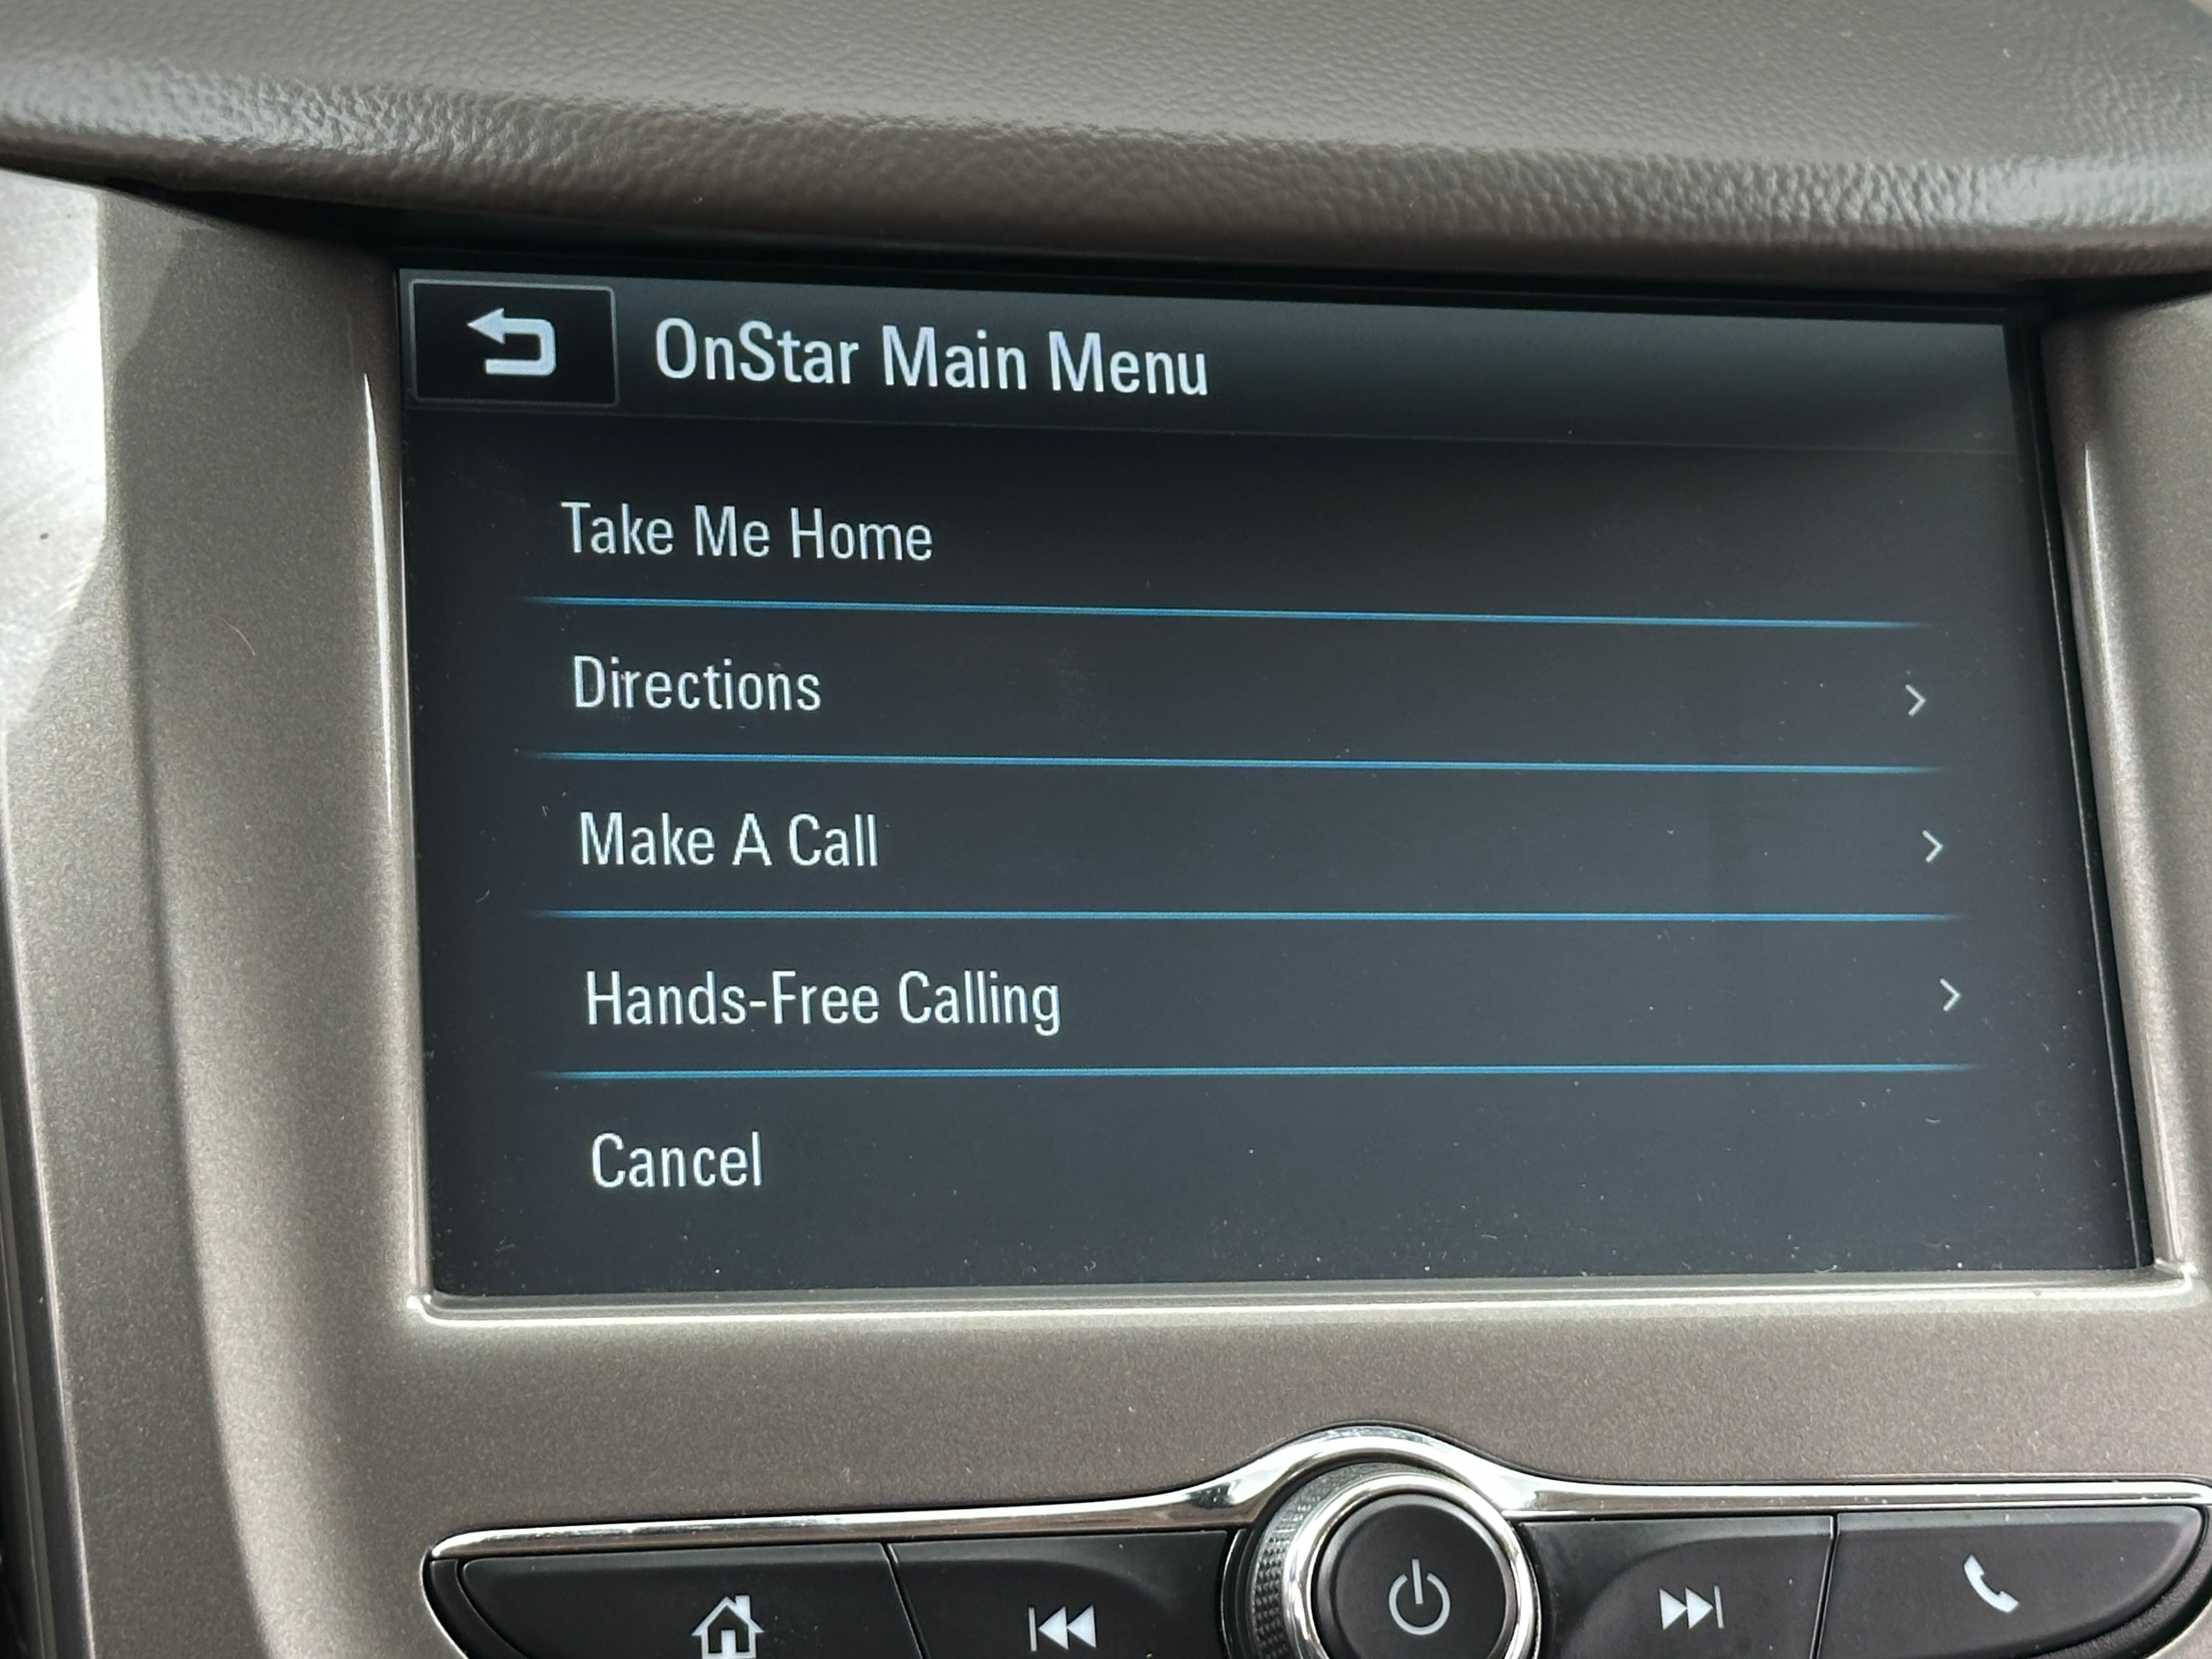 OnStar Main Menu
Take Me Home
Directions
Make A Call
Hands-Free Calling
Cancel